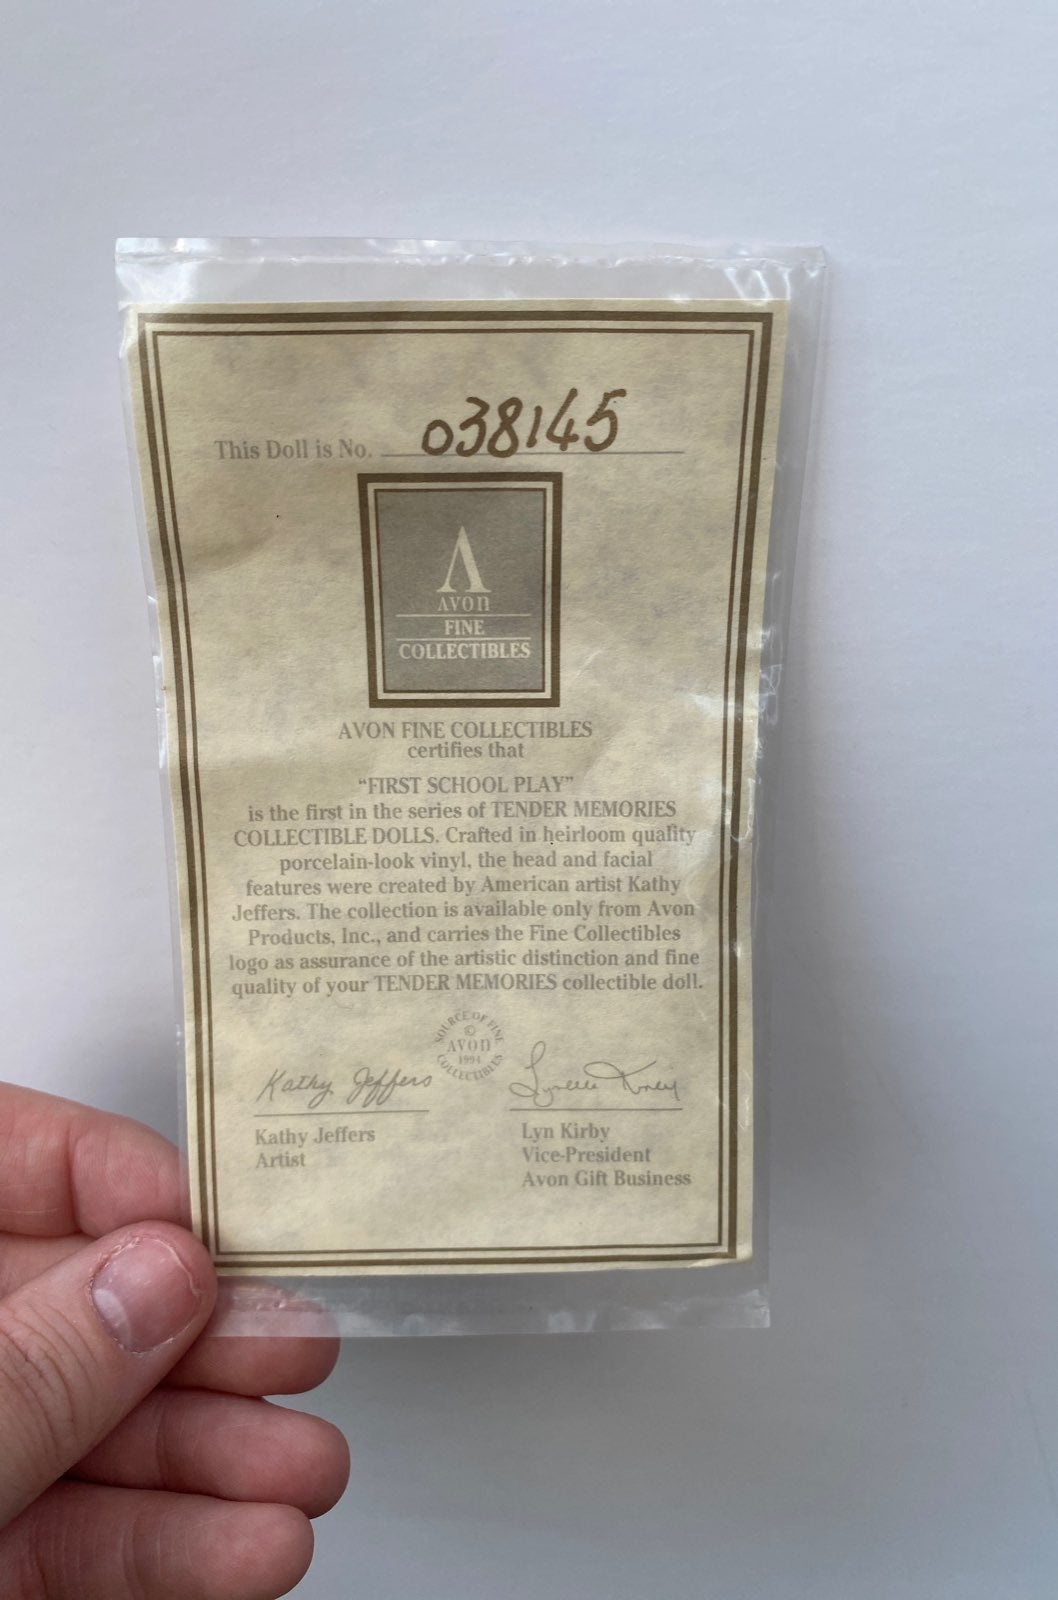 This Doll is No. 038145
AVON
FINE
COLLECTIBLES
AVON FINE COLLECTIBLES
certifies that
“FIRST SCHOOL PLAY”
is the first in the series of TENDER MEMORIES
COLLECTIBLE DOLLS. Crafted in heirloom quality
porcelain-look vinyl, the head and facial
features were created by American artist Kathy
Jeffers. The collection is available only from Avon
Products, Inc., and carries the Fine Collectibles
logo as assurance of the artistic distinction and fine
quality of your TENDER MEMORIES collectible doll.
SOURCE OF FINE
©
AVON
1994
COLLECTIBLES
Kathy Jeffers
Kathy Jeffers
Artist
Lyn Kirby
Vice-President
Avon Gift Business